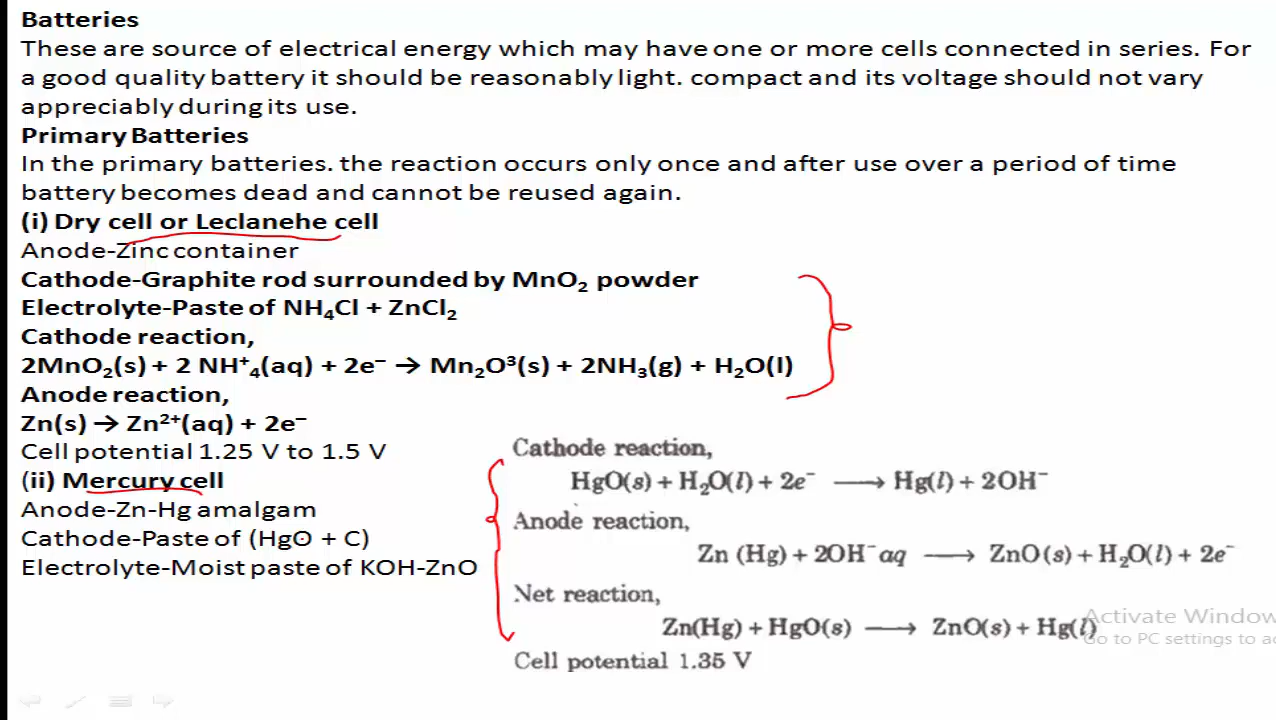 Batteries
These are source of electrical energy which may have one or more cells connected in series. For
a good quality battery it should be reasonably light. compact and its voltage should not vary
appreciably during its use.
Primary Batteries
In the primary batteries. the reaction occurs only once and after use over a period of time
battery becomes dead and cannot be reused again.
(i) Dry cell or Leclanehe cell
Anode-Zinc container
Cathode-Graphite rod surrounded by MnO₂ powder
Electrolyte-Paste of NH₄Cl + ZnCl₂
Cathode reaction,
2MnO₂(s) + 2 NH⁺₄(aq) + 2e⁻ → Mn₂O³(s) + 2NH₃(g) + H₂O(l)
Anode reaction,
Zn(s) → Zn²⁺(aq) + 2e⁻
Cell potential 1.25 V to 1.5 V
(ii) Mercury cell
Anode-Zn-Hg amalgam
Cathode-Paste of (HgO + C)
Electrolyte-Moist paste of KOH-ZnO
Cathode reaction,
HgO(s) + H₂O(l) + 2e⁻ ⟶ Hg(l) + 2OH⁻
Anode reaction,
Zn (Hg) + 2OH⁻ aq ⟶ ZnO(s) + H₂O(l) + 2e⁻
Net reaction,
Zn(Hg) + HgO(s) ⟶ ZnO(s) + Hg(l)
Cell potential 1.35 V
Activate Window
Go to PC settings to a